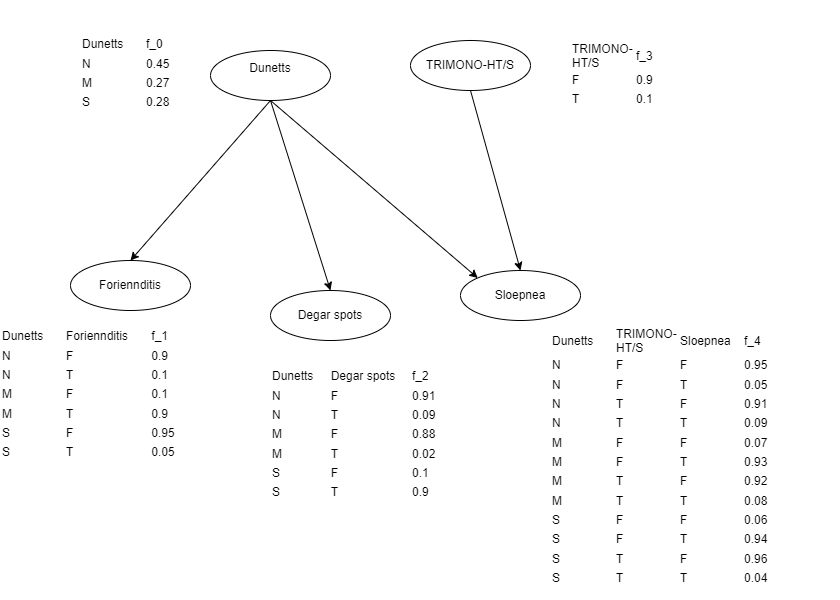 Dunetts f_0
N 0.45
M 0.27
S 0.28
Dunetts
TRIMONO-HT/S
TRIMONO-
HT/S f_3
F 0.9
T 0.1
Foriennditis
Degar spots
Sloepnea
Dunetts Foriennditis f_1
N F 0.9
N T 0.1
M F 0.1
M T 0.9
S F 0.95
S T 0.05
Dunetts Degar spots f_2
N F 0.91
N T 0.09
M F 0.88
M T 0.02
S F 0.1
S T 0.9
Dunetts TRIMONO-
HT/S Sloepnea f_4
N F F 0.95
N F T 0.05
N T F 0.91
N T T 0.09
M F F 0.07
M F T 0.93
M T F 0.92
M T T 0.08
S F F 0.06
S F T 0.94
S T F 0.96
S T T 0.04